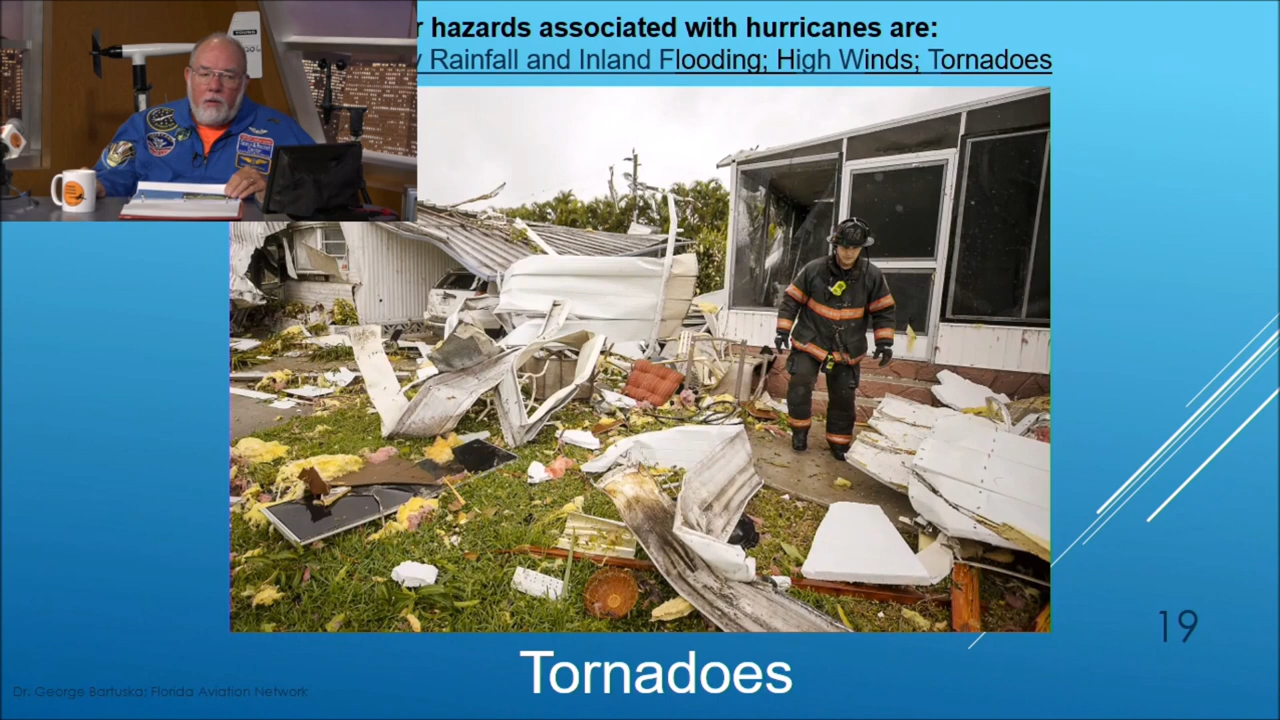 hazards associated with hurricanes are:
Rainfall and Inland Flooding; High Winds; Tornadoes
19
Tornadoes
Dr. George Bartuska; Florida Aviation Network